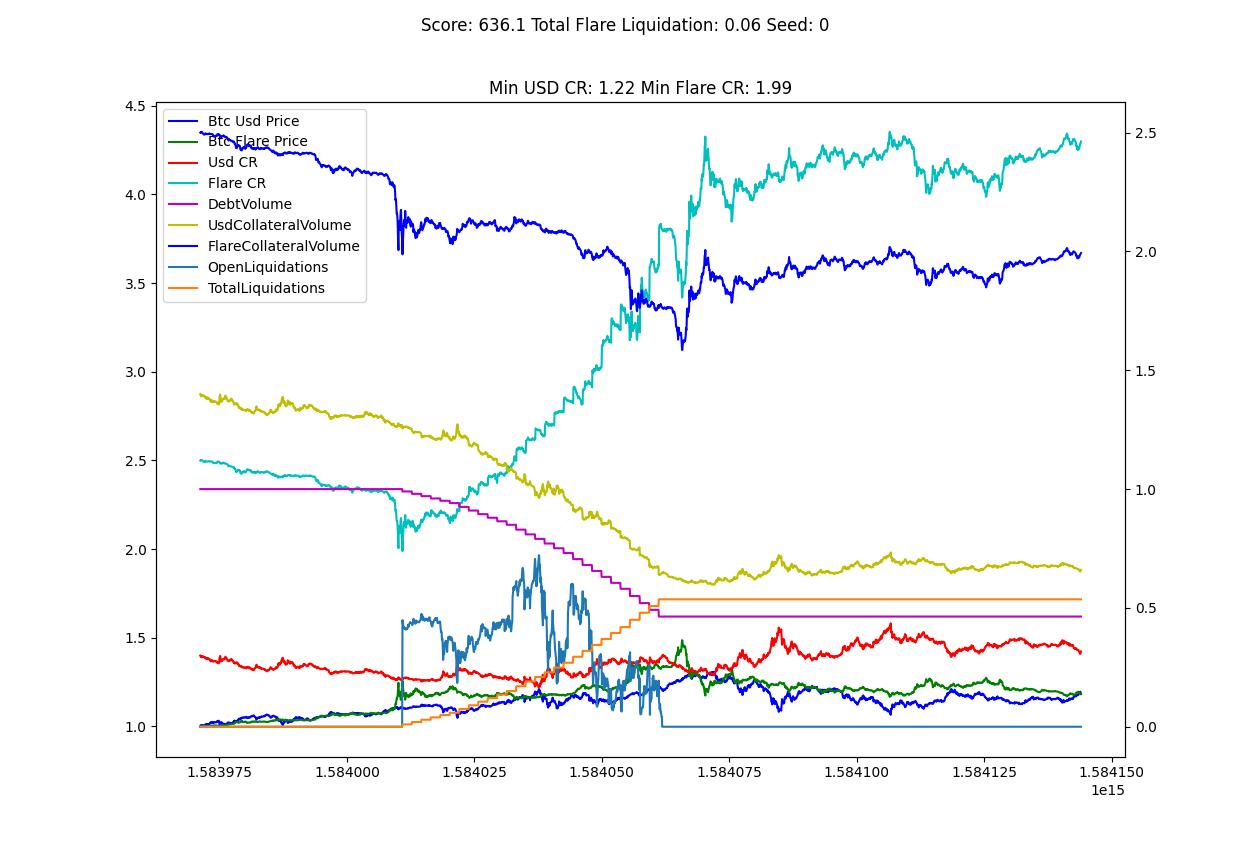 Score: 636.1 Total Flare Liquidation: 0.06 Seed: 0
Min USD CR: 1.22 Min Flare CR: 1.99
Btc Usd Price
Btc Flare Price
Usd CR
Flare CR
DebtVolume
UsdCollateralVolume
FlareCollateralVolume
OpenLiquidations
TotalLiquidations
4.5
4.0
3.5
3.0
2.5
2.0
1.5
1.0
2.5
2.0
1.5
1.0
0.5
0.0
1.583975 1.584000 1.584025 1.584050 1.584075 1.584100 1.584125 1.584150
1e15